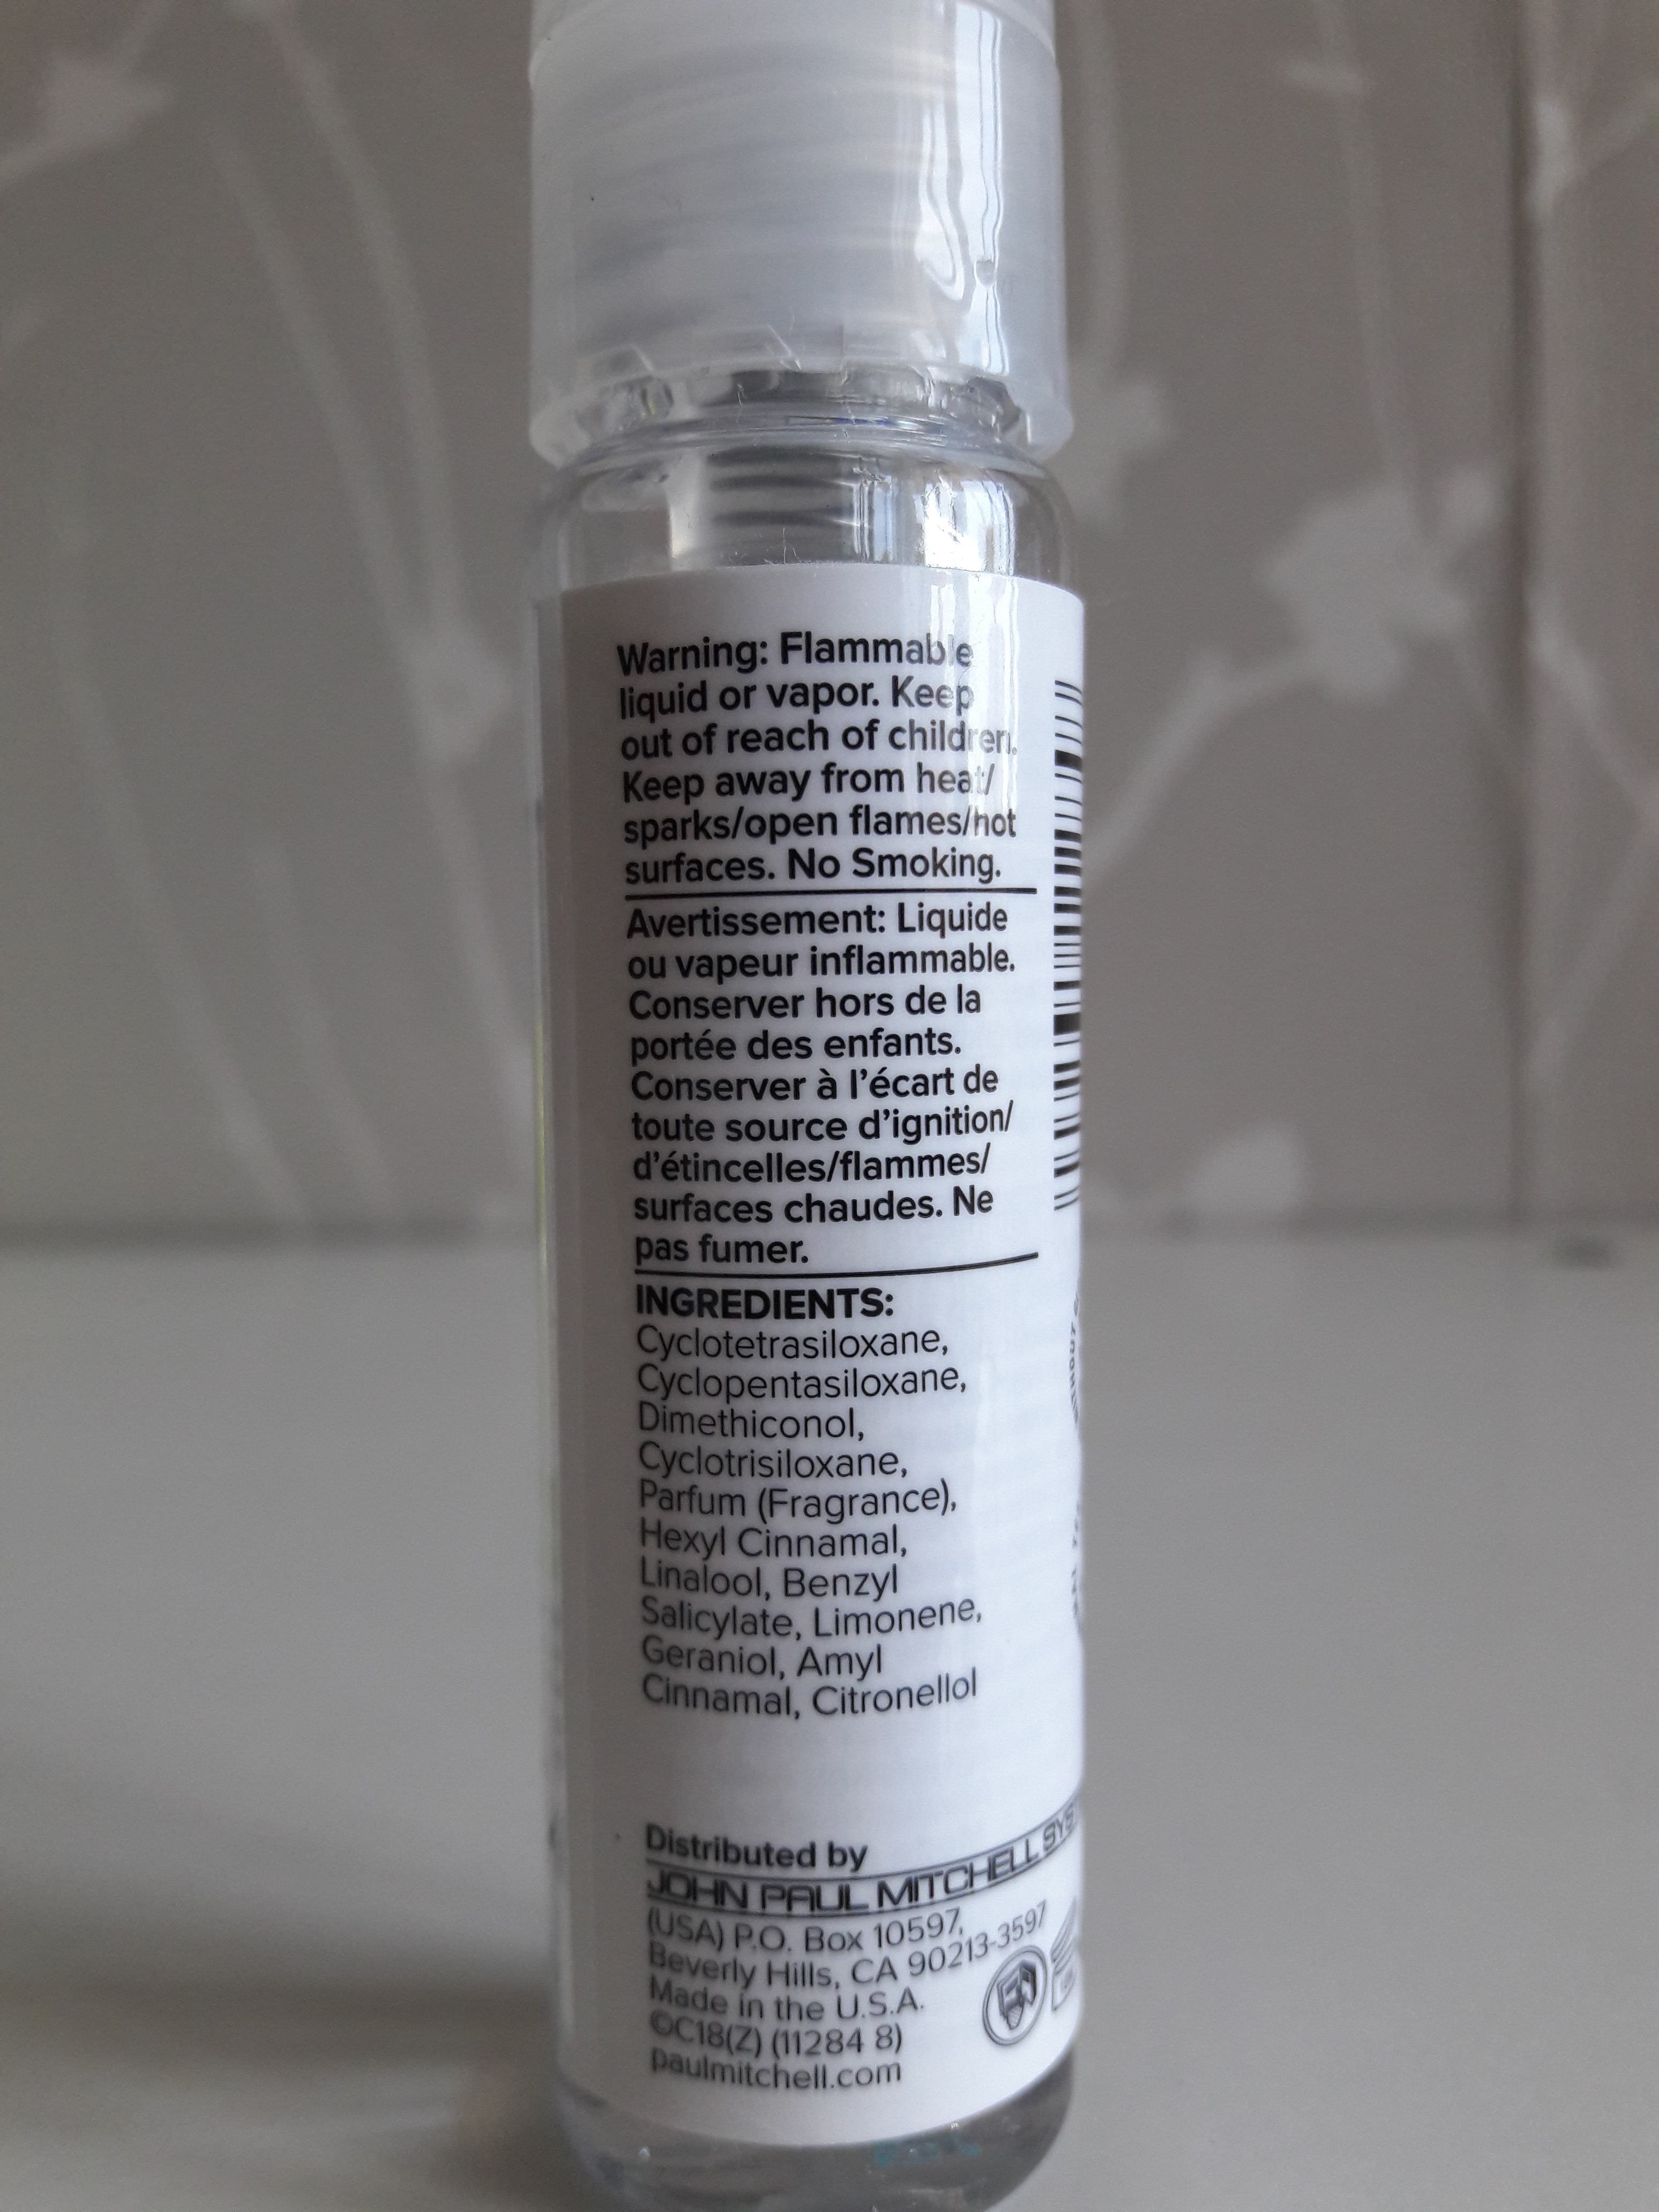 Warning: Flammable
liquid or vapor. Keep
out of reach of children.
Keep away from heat/
sparks/open flames/hot
surfaces. No Smoking.
Avertissement: Liquide
ou vapeur inflammable.
Conserver hors de la
portée des enfants.
Conserver à l'écart de
toute source d'ignition/
d'étincelles/flammes/
surfaces chaudes. Ne
pas fumer.
INGREDIENTS:
Cyclotetrasiloxane,
Cyclopentasiloxane,
Dimethiconol,
Cyclotrisiloxane,
Parfum (Fragrance),
Hexyl Cinnamal,
Linalool, Benzyl
Salicylate, Limonene,
Geraniol, Amyl
Cinnamal, Citronellol
Distributed by
JOHN PAUL MITCHELL
(USA) P.O. Box 10597,
Beverly Hills, CA 90213-3597
Made in the U.S.A.
©C18(Z) (11284 8)
paulmitchell.com